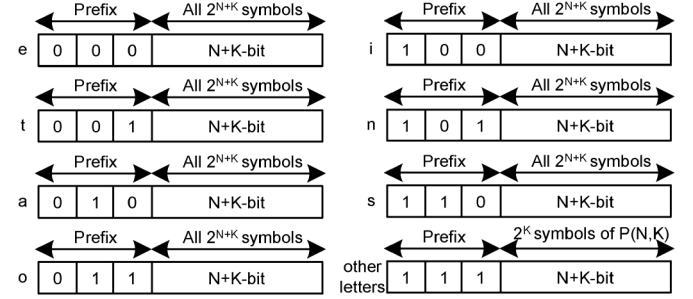 Prefix All 2^{N+K} symbols
e 0 0 0 N+K-bit
Prefix All 2^{N+K} symbols
t 0 0 1 N+K-bit
Prefix All 2^{N+K} symbols
a 0 1 0 N+K-bit
Prefix All 2^{N+K} symbols
o 0 1 1 N+K-bit
Prefix All 2^{N+K} symbols
i 1 0 0 N+K-bit
Prefix All 2^{N+K} symbols
n 1 0 1 N+K-bit
Prefix All 2^{N+K} symbols
s 1 1 0 N+K-bit
Prefix 2^K symbols of P(N,K)
other
letters 1 1 1 N+K-bit